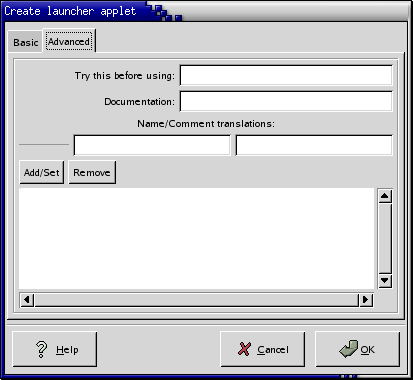 Create launcher applet
Basic Advanced
Try this before using:
Documentation:
Name/Comment translations:
Add/Set Remove
Help Cancel OK